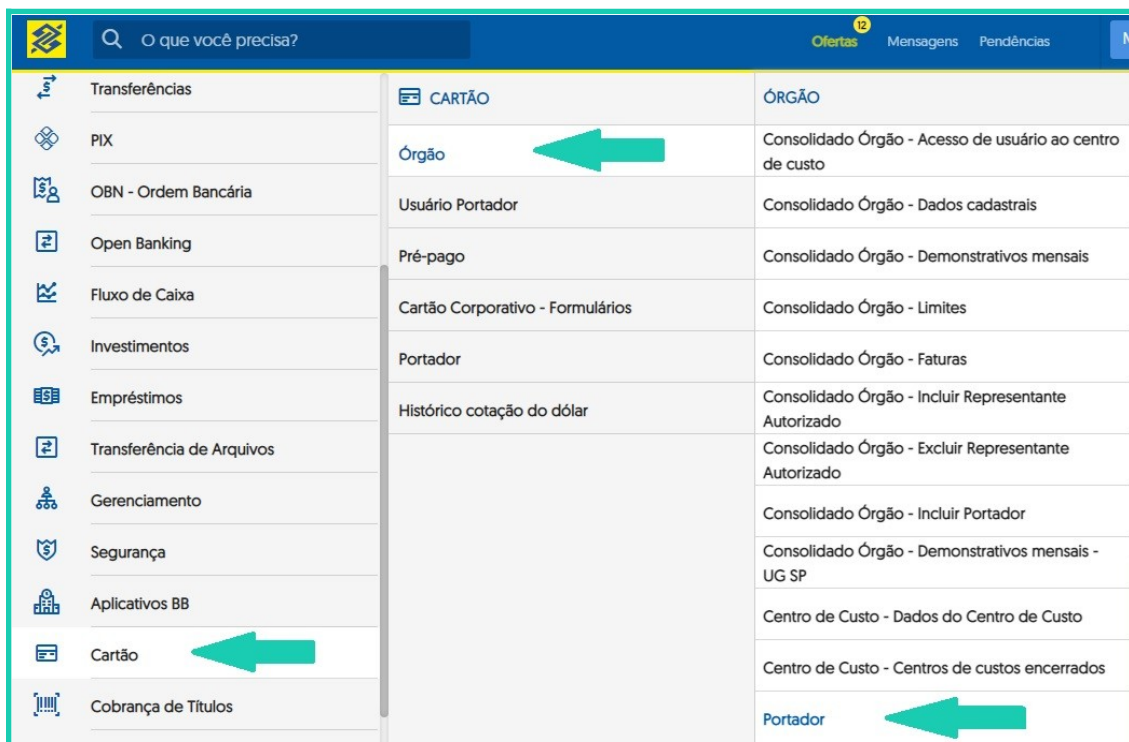 O que você precisa?
12
Ofertas
Mensagens
Pendências
Transferências
PIX
OBN - Ordem Bancária
Open Banking
Fluxo de Caixa
Investimentos
Empréstimos
Transferência de Arquivos
Gerenciamento
Segurança
Aplicativos BB
Cartão
Cobrança de Títulos
CARTÃO
Órgão
Usuário Portador
Pré-pago
Cartão Corporativo - Formulários
Portador
Histórico cotação do dólar
ÓRGÃO
Consolidado Órgão - Acesso de usuário ao centro
de custo
Consolidado Órgão - Dados cadastrais
Consolidado Órgão - Demonstrativos mensais
Consolidado Órgão - Limites
Consolidado Órgão - Faturas
Consolidado Órgão - Incluir Representante
Autorizado
Consolidado Órgão - Excluir Representante
Autorizado
Consolidado Órgão - Incluir Portador
Consolidado Órgão - Demonstrativos mensais -
UG SP
Centro de Custo - Dados do Centro de Custo
Centro de Custo - Centros de custos encerrados
Portador